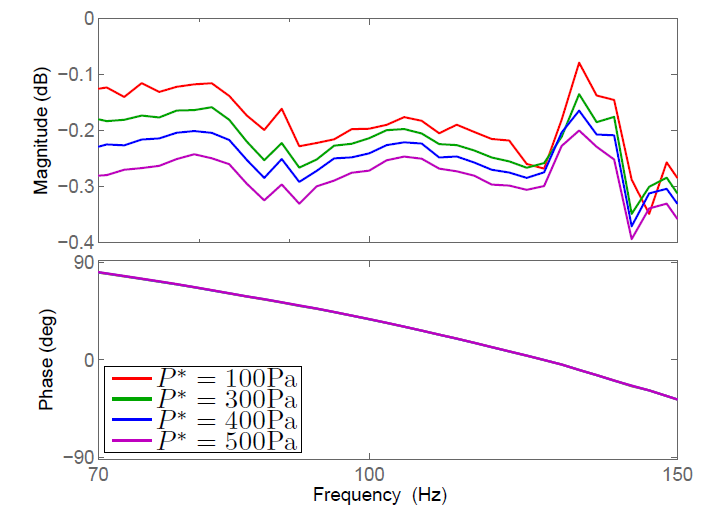 0
−0.1
−0.2
−0.3
−0.4
Magnitude (dB)
90
0
−90
Phase (deg)
P* = 100Pa
P* = 300Pa
P* = 400Pa
P* = 500Pa
70
100
150
Frequency (Hz)